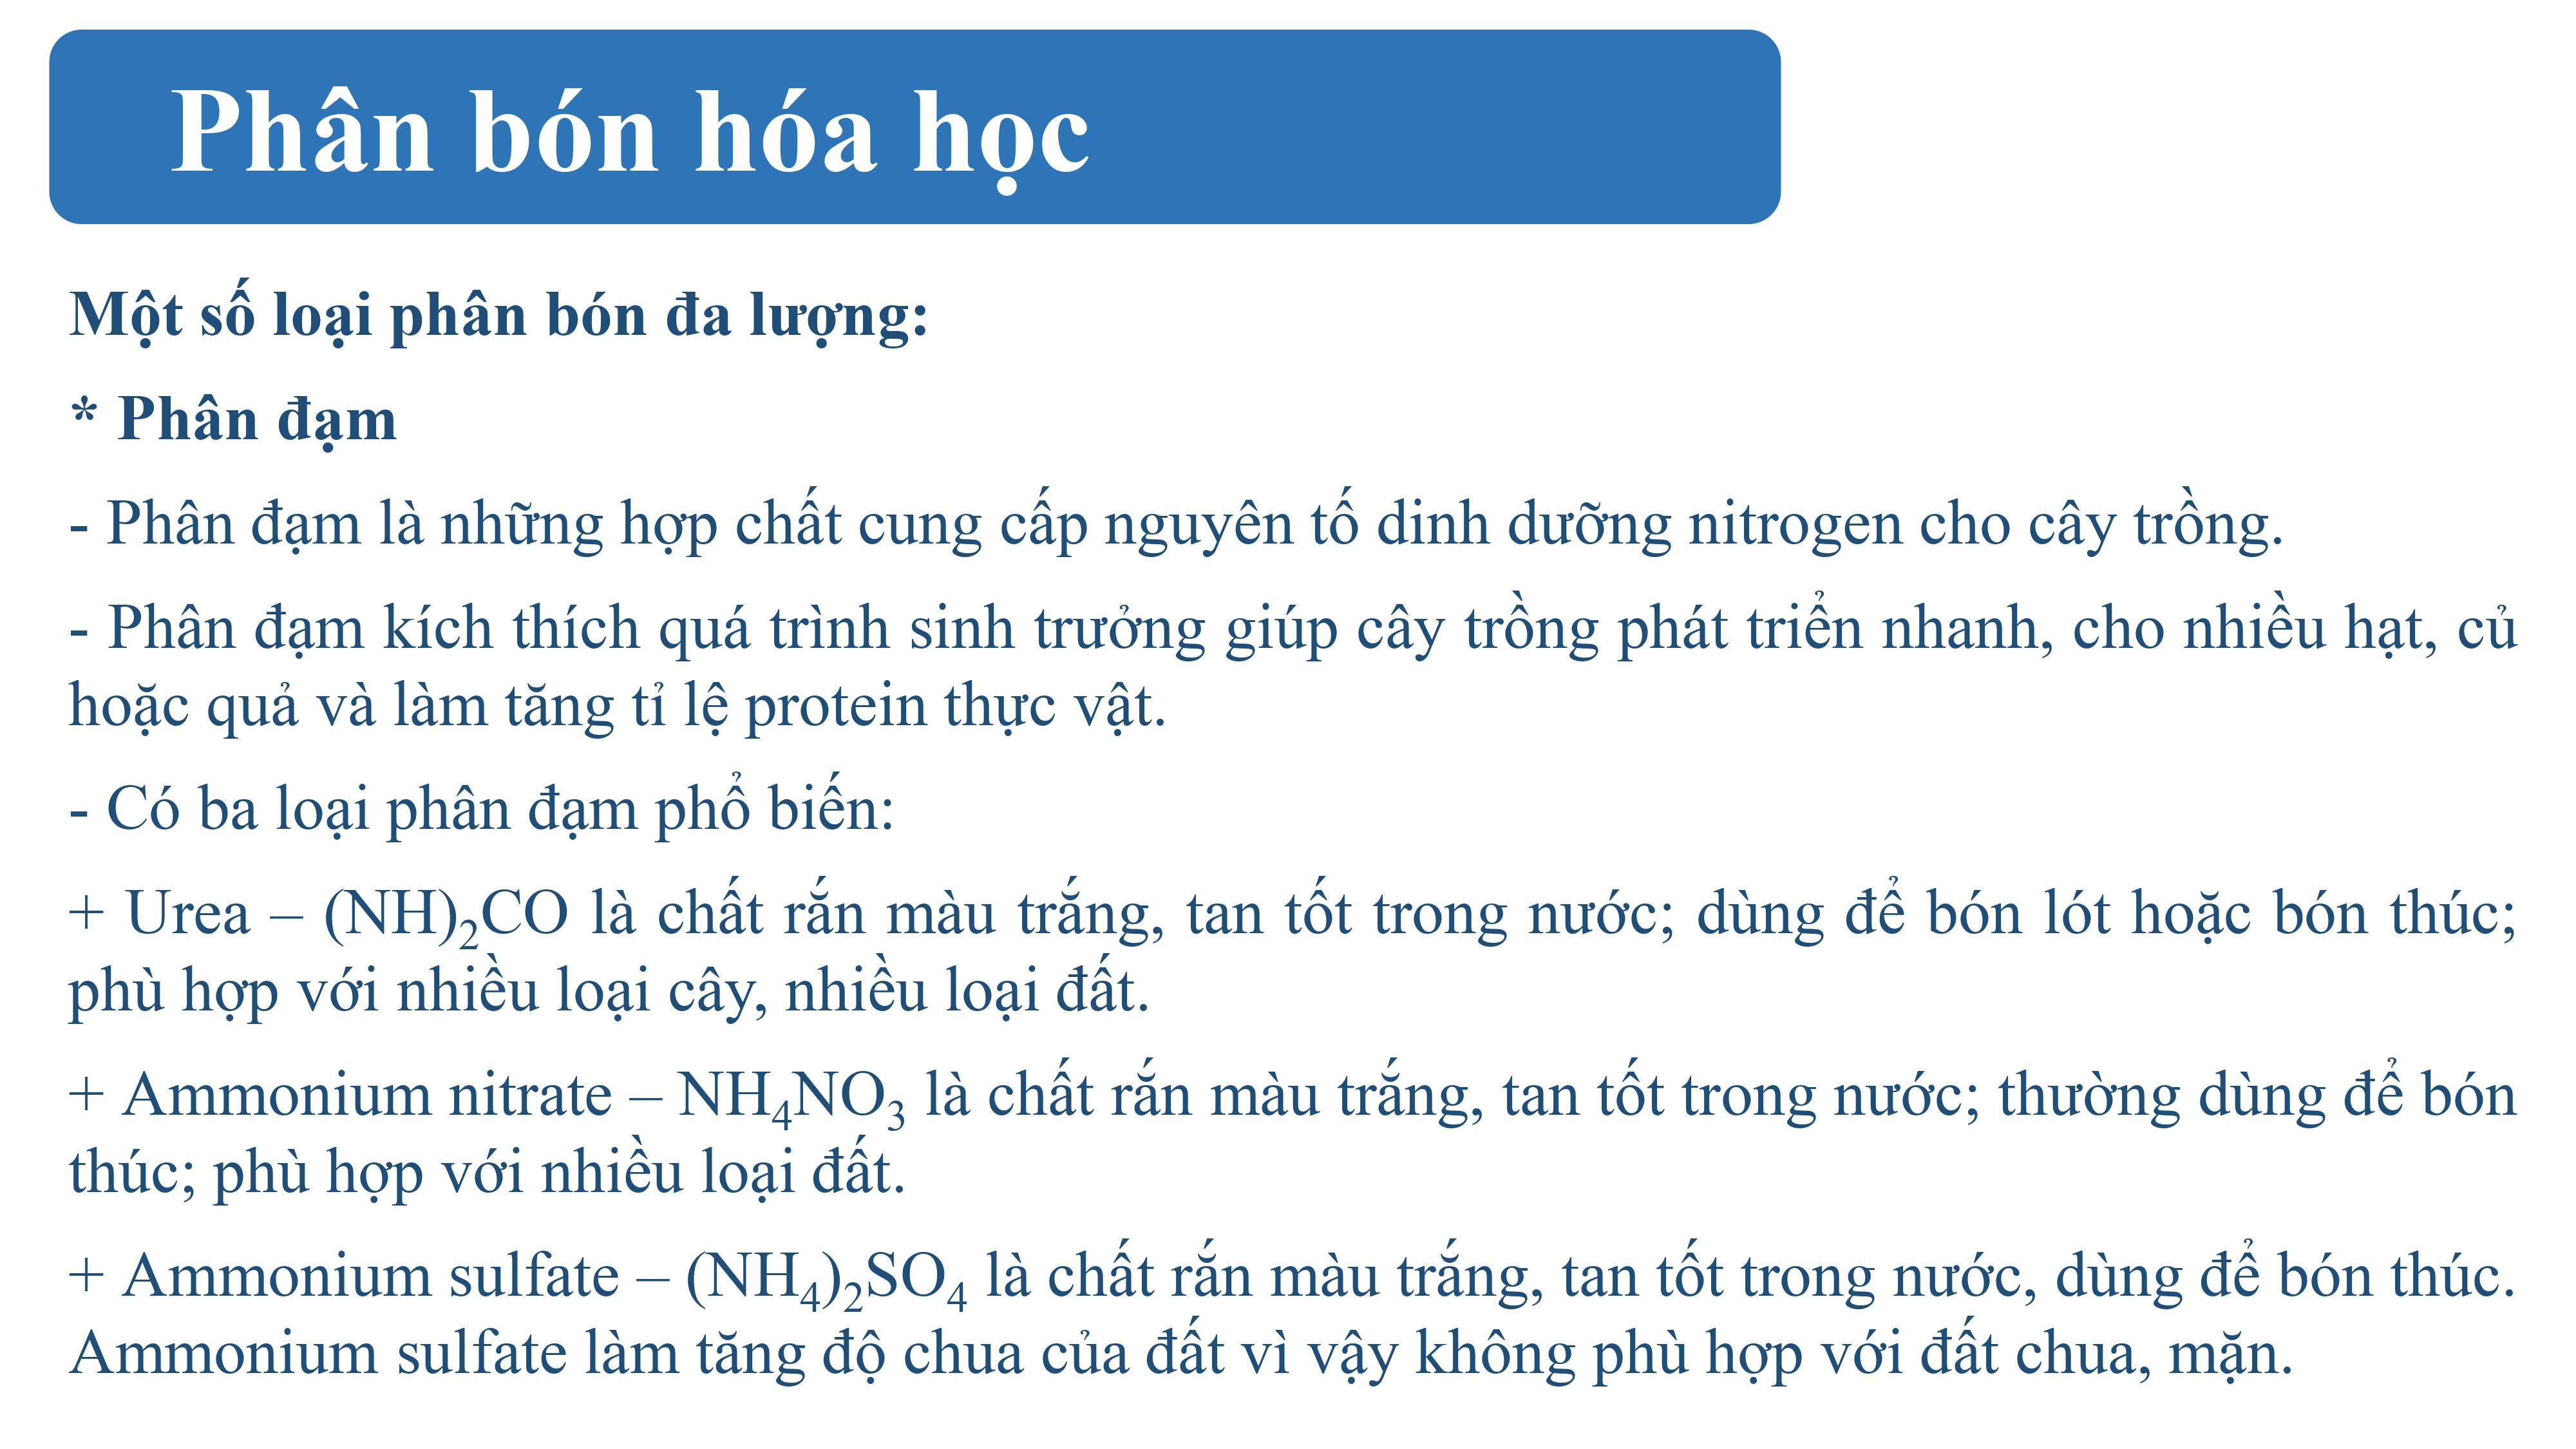 Phân bón hóa học
Một số loại phân bón đa lượng:
* Phân đạm
- Phân đạm là những hợp chất cung cấp nguyên tố dinh dưỡng nitrogen cho cây trồng.
- Phân đạm kích thích quá trình sinh trưởng giúp cây trồng phát triển nhanh, cho nhiều hạt, củ
hoặc quả và làm tăng tỉ lệ protein thực vật.
- Có ba loại phân đạm phổ biến:
+ Urea – (NH)₂CO là chất rắn màu trắng, tan tốt trong nước; dùng để bón lót hoặc bón thúc;
phù hợp với nhiều loại cây, nhiều loại đất.
+ Ammonium nitrate – NH₄NO₃ là chất rắn màu trắng, tan tốt trong nước; thường dùng để bón
thúc; phù hợp với nhiều loại đất.
+ Ammonium sulfate – (NH₄)₂SO₄ là chất rắn màu trắng, tan tốt trong nước, dùng để bón thúc.
Ammonium sulfate làm tăng độ chua của đất vì vậy không phù hợp với đất chua, mặn.